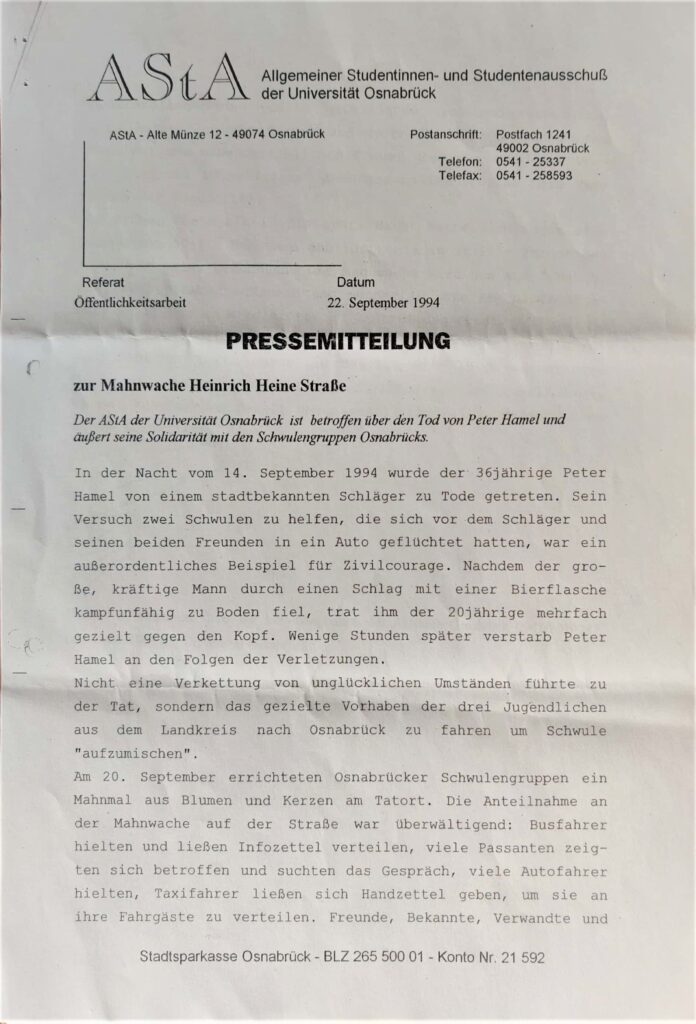 AStA Allgemeiner Studentinnen- und Studentenausschuß
der Universität Osnabrück
AStA - Alte Münze 12 - 49074 Osnabrück
Postanschrift: Postfach 1241
49002 Osnabrück
Telefon: 0541 - 25337
Telefax: 0541 - 258593
Referat Datum
Öffentlichkeitsarbeit 22. September 1994
PRESSEMITTEILUNG
zur Mahnwache Heinrich Heine Straße
Der AStA der Universität Osnabrück ist betroffen über den Tod von Peter Hamel und
äußert seine Solidarität mit den Schwulengruppen Osnabrücks.
In der Nacht vom 14. September 1994 wurde der 36jährige Peter
Hamel von einem stadtbekannten Schläger zu Tode getreten. Sein
Versuch zwei Schwulen zu helfen, die sich vor dem Schläger und
seinen beiden Freunden in ein Auto geflüchtet hatten, war ein
außerordentliches Beispiel für Zivilcourage. Nachdem der gro-
ße, kräftige Mann durch einen Schlag mit einer Bierflasche
kampfunfähig zu Boden fiel, trat ihm der 20jährige mehrfach
gezielt gegen den Kopf. Wenige Stunden später verstarb Peter
Hamel an den Folgen der Verletzungen.
Nicht eine Verkettung von unglücklichen Umständen führte zu
der Tat, sondern das gezielte Vorhaben der drei Jugendlichen
aus dem Landkreis nach Osnabrück zu fahren um Schwule
"aufzumischen".
Am 20. September errichteten Osnabrücker Schwulengruppen ein
Mahnmal aus Blumen und Kerzen am Tatort. Die Anteilnahme an
der Mahnwache auf der Straße war überwältigend: Busfahrer
hielten und ließen Infozettel verteilen, viele Passanten zeig-
ten sich betroffen und suchten das Gespräch, viele Autofahrer
hielten, Taxifahrer ließen sich Handzettel geben, um sie an
ihre Fahrgäste zu verteilen. Freunde, Bekannte, Verwandte und
Stadtsparkasse Osnabrück - BLZ 265 500 01 - Konto Nr. 21 592